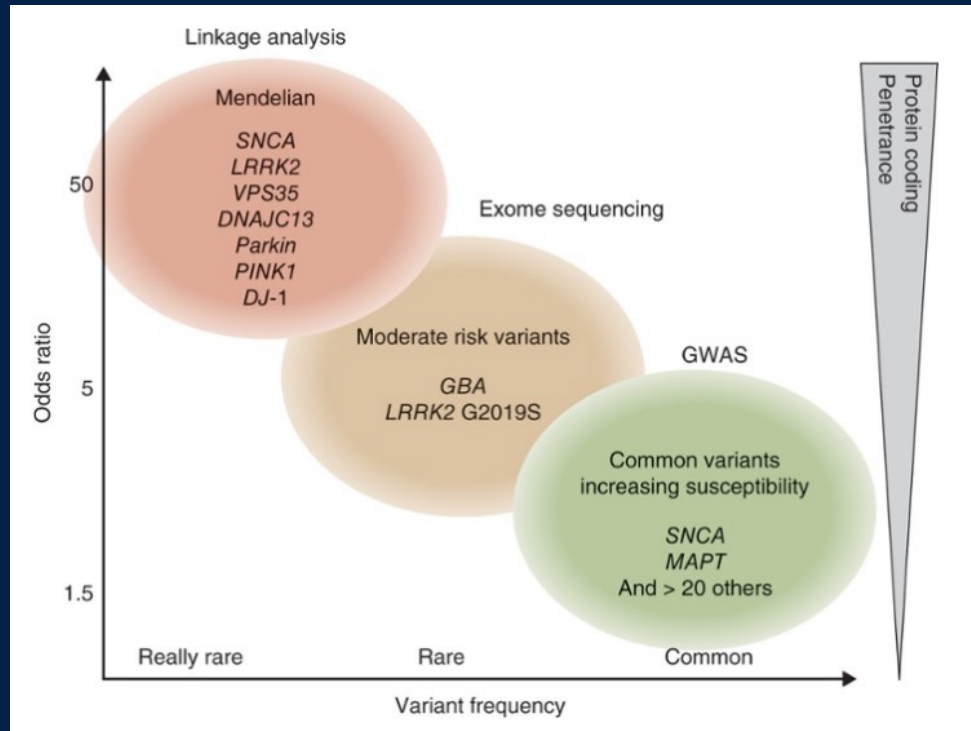 Linkage analysis
Mendelian
SNCA
LRRK2
VPS35
DNAJC13
Parkin
PINK1
DJ-1
Exome sequencing
Moderate risk variants
GBA
LRRK2 G2019S
GWAS
Common variants
increasing susceptibility
SNCA
MAPT
And > 20 others
Odds ratio
50
5
1.5
Really rare
Rare
Common
Variant frequency
Protein coding
Penetrance